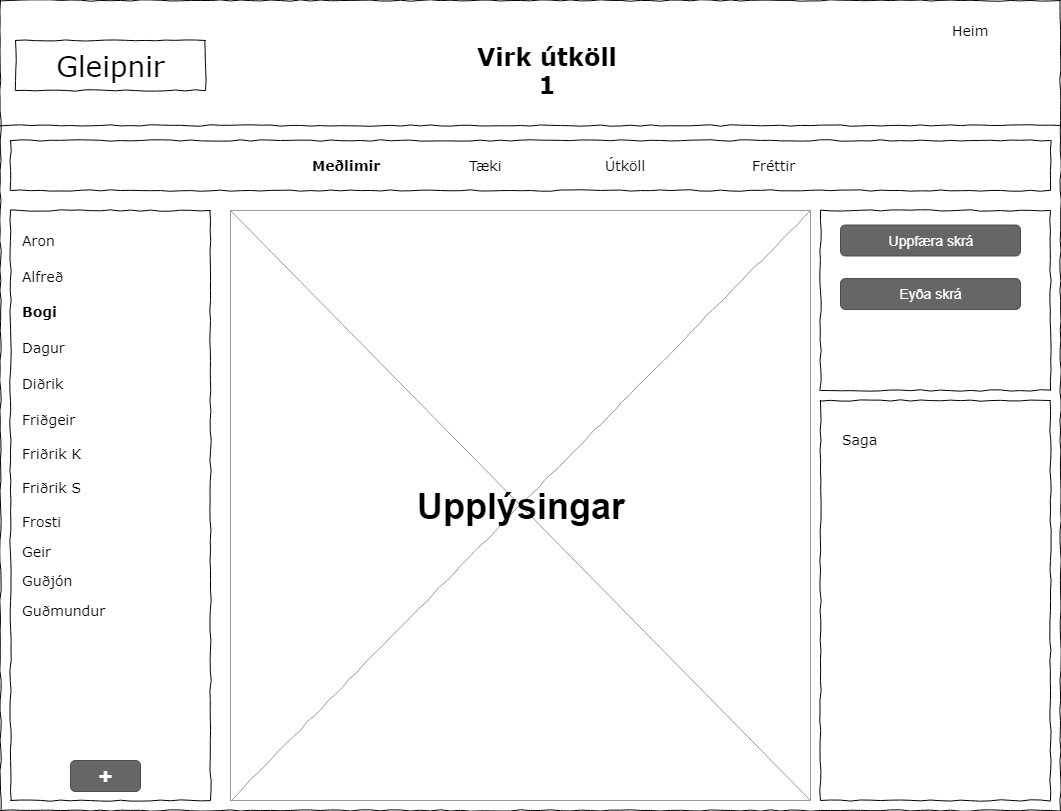 Heim
Gleipnir
Virk útköll
1
Meðlimir
Tæki
Útköll
Fréttir
Aron
Alfreð
Bogi
Dagur
Diðrik
Friðgeir
Friðrik K
Friðrik S
Frosti
Geir
Guðjón
Guðmundur
+
Upplýsingar
Uppfæra skrá
Eyða skrá
Saga